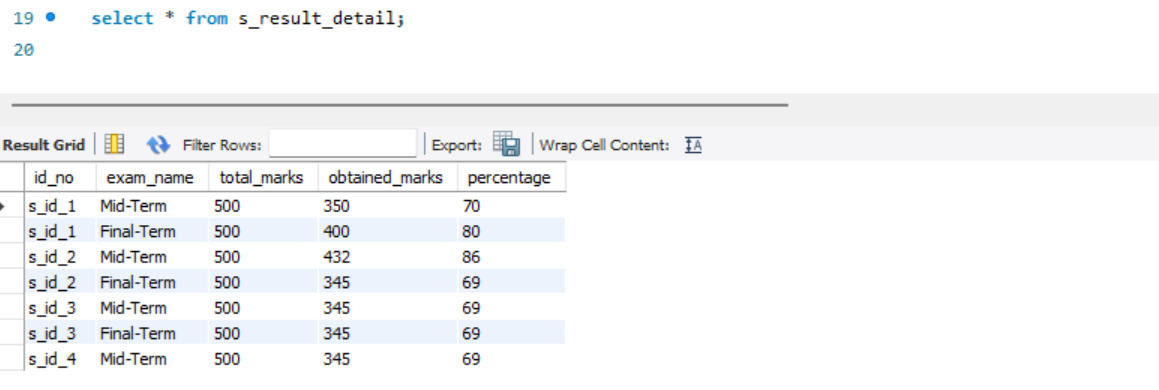 19 select * from s_result_detail;
20
Result Grid Filter Rows: Export: Wrap Cell Content: IA
id_no exam_name total_marks obtained_marks percentage
s_id_1 Mid-Term 500 350 70
s_id_1 Final-Term 500 400 80
s_id_2 Mid-Term 500 432 86
s_id_2 Final-Term 500 345 69
s_id_3 Mid-Term 500 345 69
s_id_3 Final-Term 500 345 69
s_id_4 Mid-Term 500 345 69